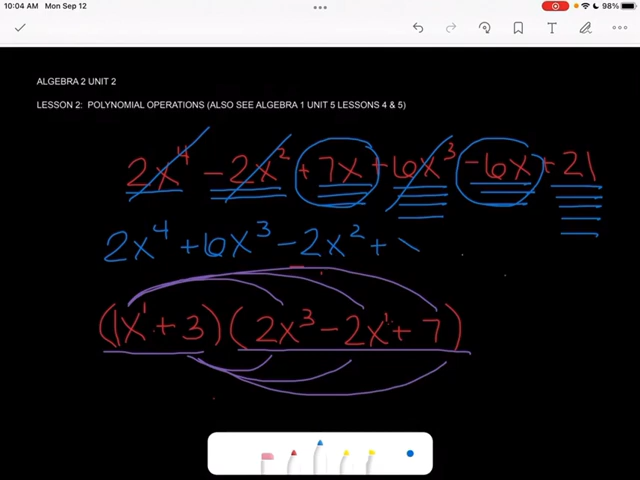 10:04 AM Mon Sep 12
98%
ALGEBRA 2 UNIT 2
LESSON 2: POLYNOMIAL OPERATIONS (ALSO SEE ALGEBRA 1 UNIT 5 LESSONS 4 & 5)
2x⁴ - 2x² + 7x + 6x³ - 6x + 21
2x⁴ + 6x³ - 2x² +
(1x¹ + 3)(2x³ - 2x¹ + 7)